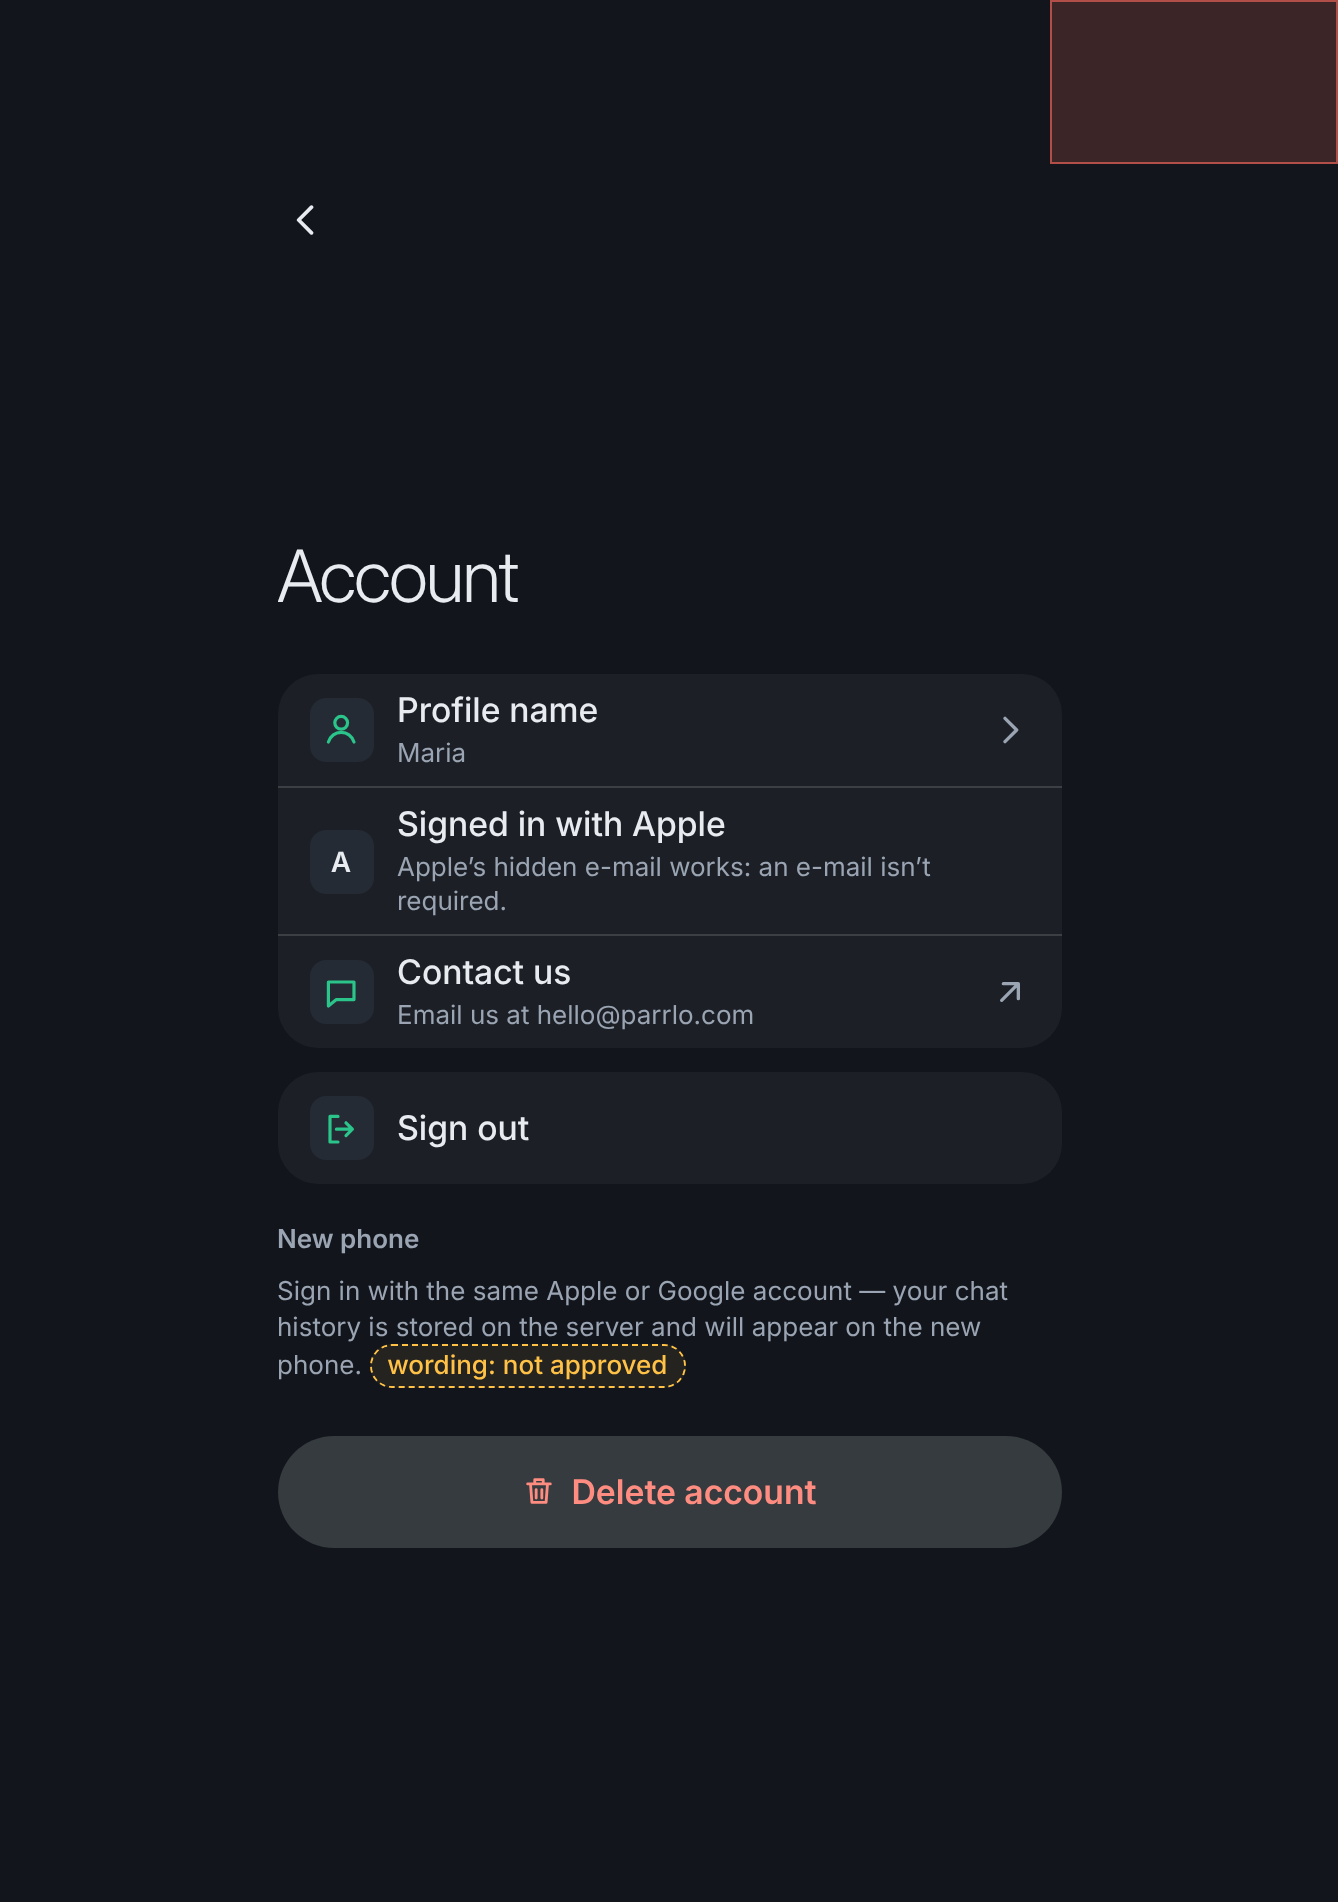 Account
Profile name
Maria
A
Signed in with Apple
Apple’s hidden e-mail works: an e-mail isn’t
required.
Contact us
Email us at hello@parrlo.com
Sign out
New phone
Sign in with the same Apple or Google account — your chat
history is stored on the server and will appear on the new
phone. wording: not approved
Delete account